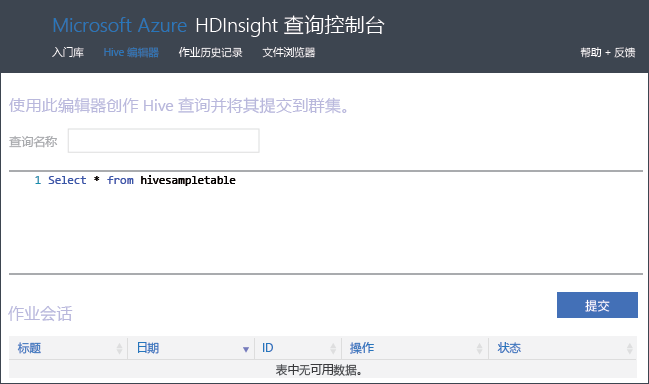 Microsoft Azure HDInsight 查询控制台
入门库 Hive 编辑器 作业历史记录 文件浏览器 帮助 + 反馈
使用此编辑器创作 Hive 查询并将其提交到群集。
查询名称
1 Select * from hivesampletable
提交
作业会话
标题 日期 ID 操作 状态
表中无可用数据。